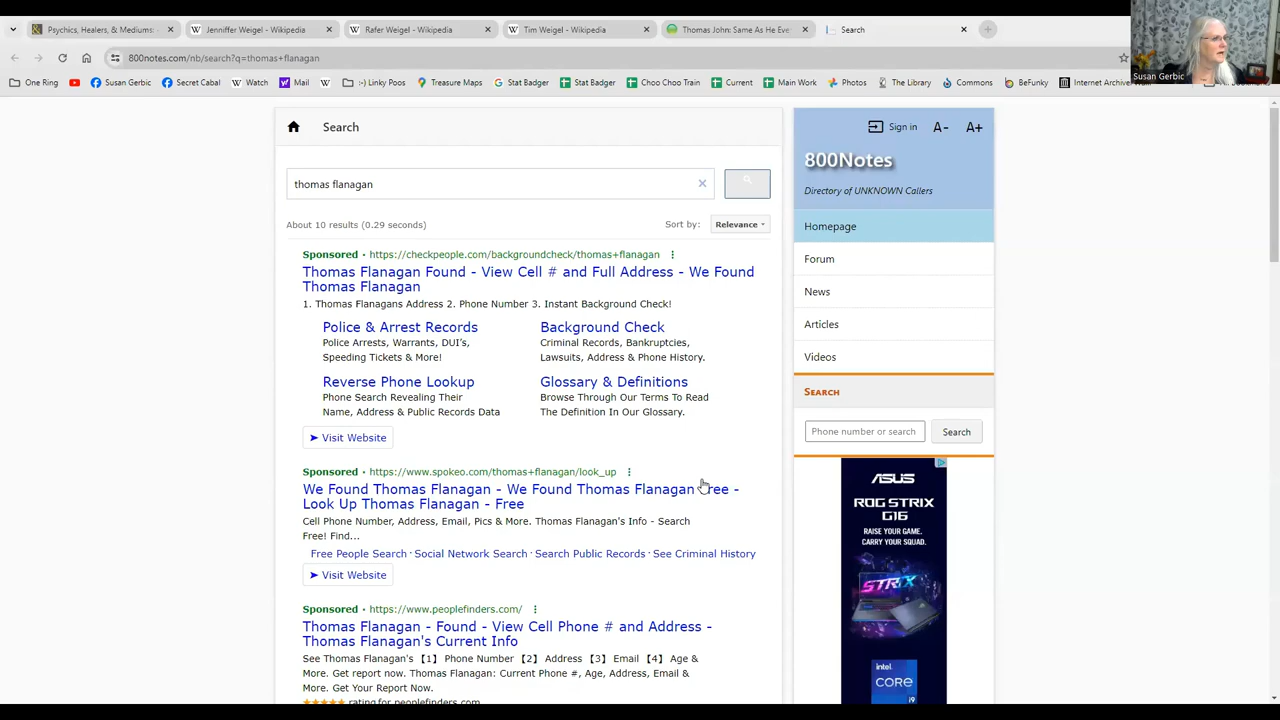 Psychics, Healers, & Mediums:
Jenniffer Weigel - Wikipedia
Rafer Weigel - Wikipedia
Tim Weigel - Wikipedia
Thomas John: Same As He Eve
Search
800notes.com/nb/search?q=thomas+flanagan
One Ring
Susan Gerbic
Secret Cabal
Watch
Mail
:-) Linky Poos
Treasure Maps
Stat Badger
Stat Badger
Choo Choo Train
Current
Main Work
Photos
The Library
Commons
BeFunky
Internet Archive:
Susan Gerbic
Search
thomas flanagan
About 10 results (0.29 seconds)
Sort by:
Relevance
Sponsored · https://checkpeople.com/backgroundcheck/thomas+flanagan
Thomas Flanagan Found - View Cell # and Full Address - We Found
Thomas Flanagan
1. Thomas Flanagans Address 2. Phone Number 3. Instant Background Check!
Police & Arrest Records
Police Arrests, Warrants, DUI's,
Speeding Tickets & More!
Background Check
Criminal Records, Bankruptcies,
Lawsuits, Address & Phone History.
Reverse Phone Lookup
Phone Search Revealing Their
Name, Address & Public Records Data
Glossary & Definitions
Browse Through Our Terms To Read
The Definition In Our Glossary.
Visit Website
Sponsored · https://www.spokeo.com/thomas+flanagan/look_up
We Found Thomas Flanagan - We Found Thomas Flanagan Free -
Look Up Thomas Flanagan - Free
Cell Phone Number, Address, Email, Pics & More. Thomas Flanagan's Info - Search
Free! Find...
Free People Search · Social Network Search · Search Public Records · See Criminal History
Visit Website
Sponsored · https://www.peoplefinders.com/
Thomas Flanagan - Found - View Cell Phone # and Address -
Thomas Flanagan's Current Info
See Thomas Flanagan's 【1】 Phone Number 【2】 Address 【3】 Email 【4】 Age &
More. Get report now. Thomas Flanagan: Current Phone #, Age, Address, Email &
More. Get Your Report Now.
rating for peoplefinders.com
Sign in
A-
A+
800Notes
Directory of UNKNOWN Callers
Homepage
Forum
News
Articles
Videos
SEARCH
Phone number or search
Search
ASUS
ROG STRIX
G16
RAISE YOUR GAME.
CARRY YOUR SQUAD.
STRIX
intel.
CORE
i9